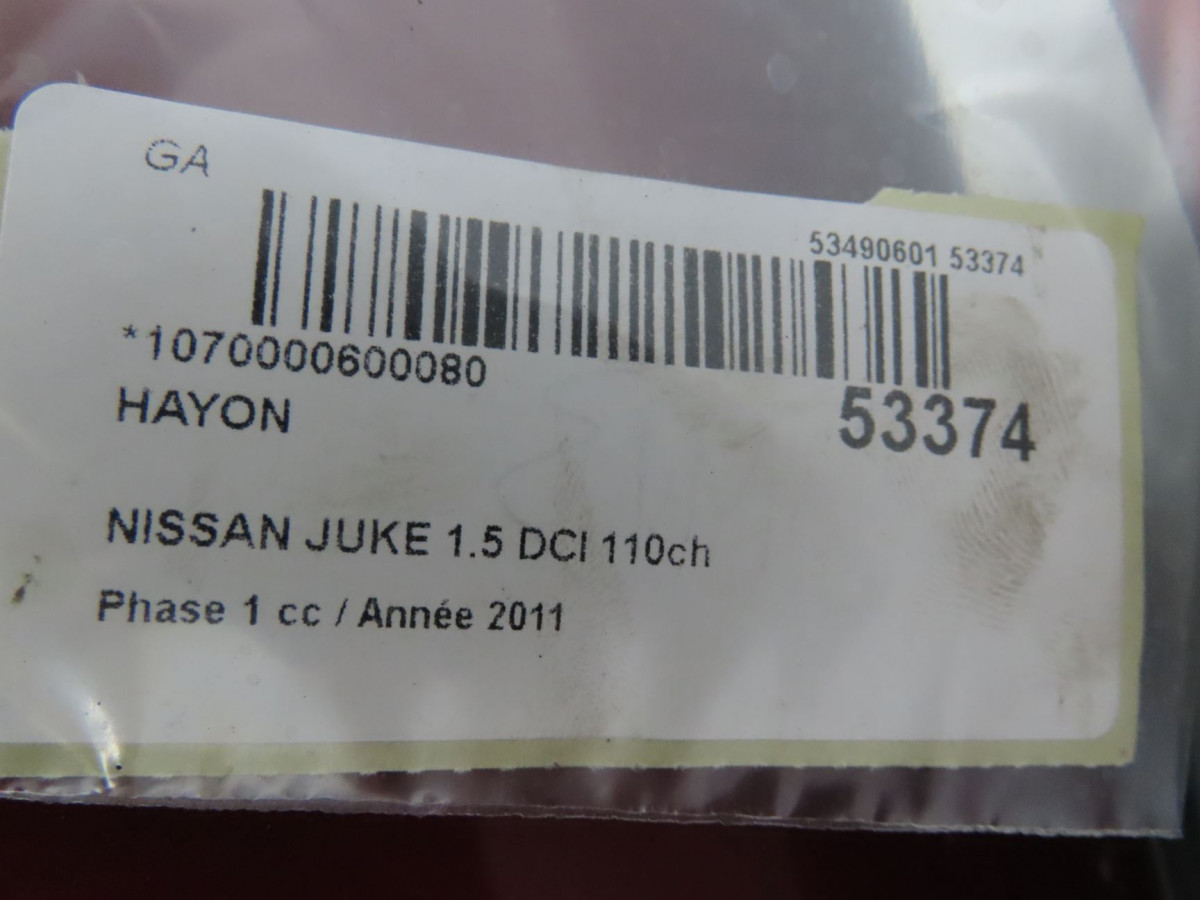 GA
53490601 53374
*1070000600080
HAYON
53374
NISSAN JUKE 1.5 DCI 110ch
Phase 1 cc / Année 2011